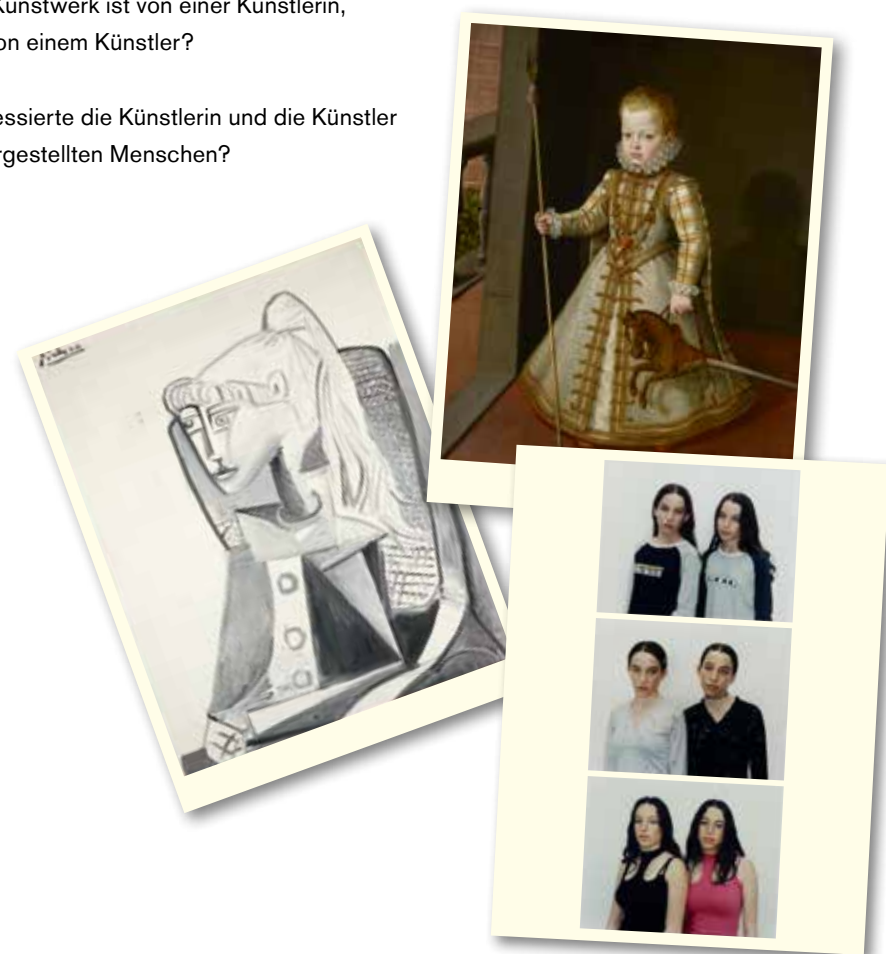 Kunstwerk ist von einer Künstlerin,
on einem Künstler?
essierte die Künstlerin und die Künstler
rgestellten Menschen?